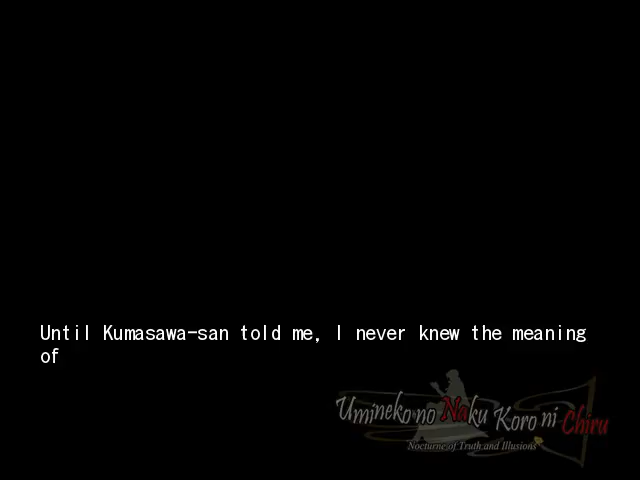 Until Kumasawa-san told me, I never knew the meaning
of
Umineko no Naku Koro ni Chiru
Nocturne of Truth and Illusions